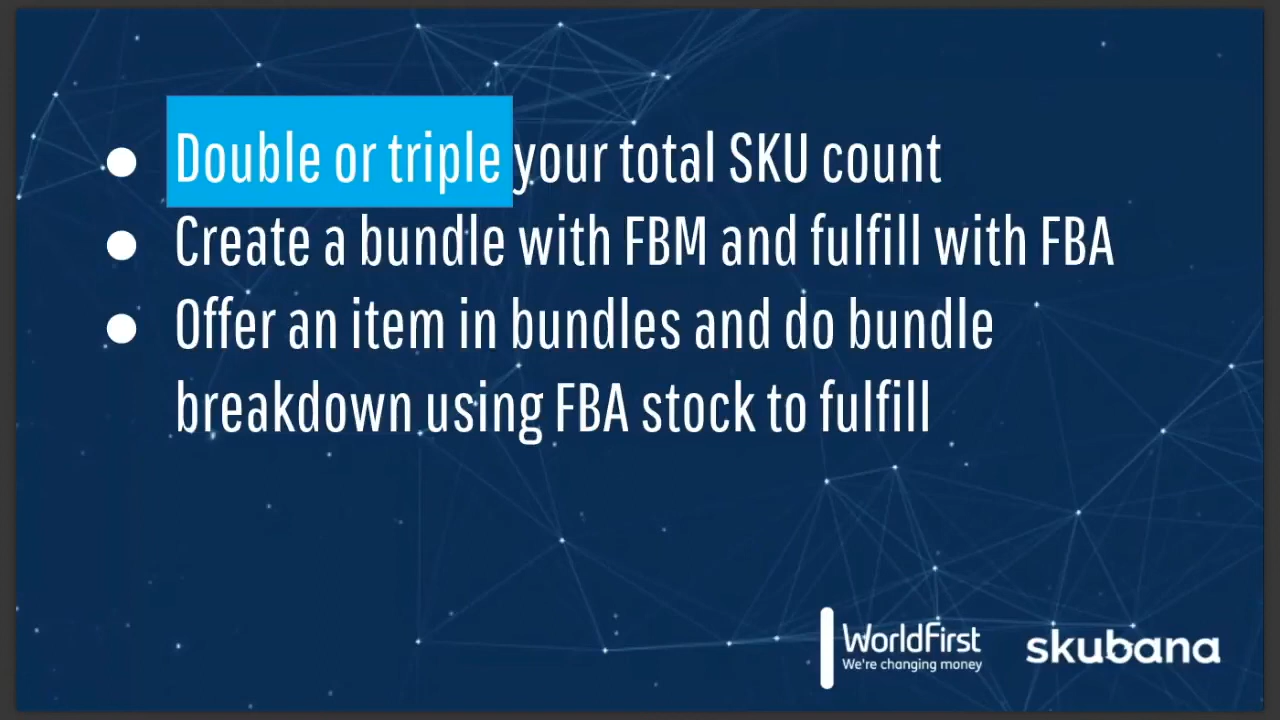 ● Double or triple your total SKU count
● Create a bundle with FBM and fulfill with FBA
● Offer an item in bundles and do bundle
breakdown using FBA stock to fulfill
WorldFirst
We're changing money
skubana